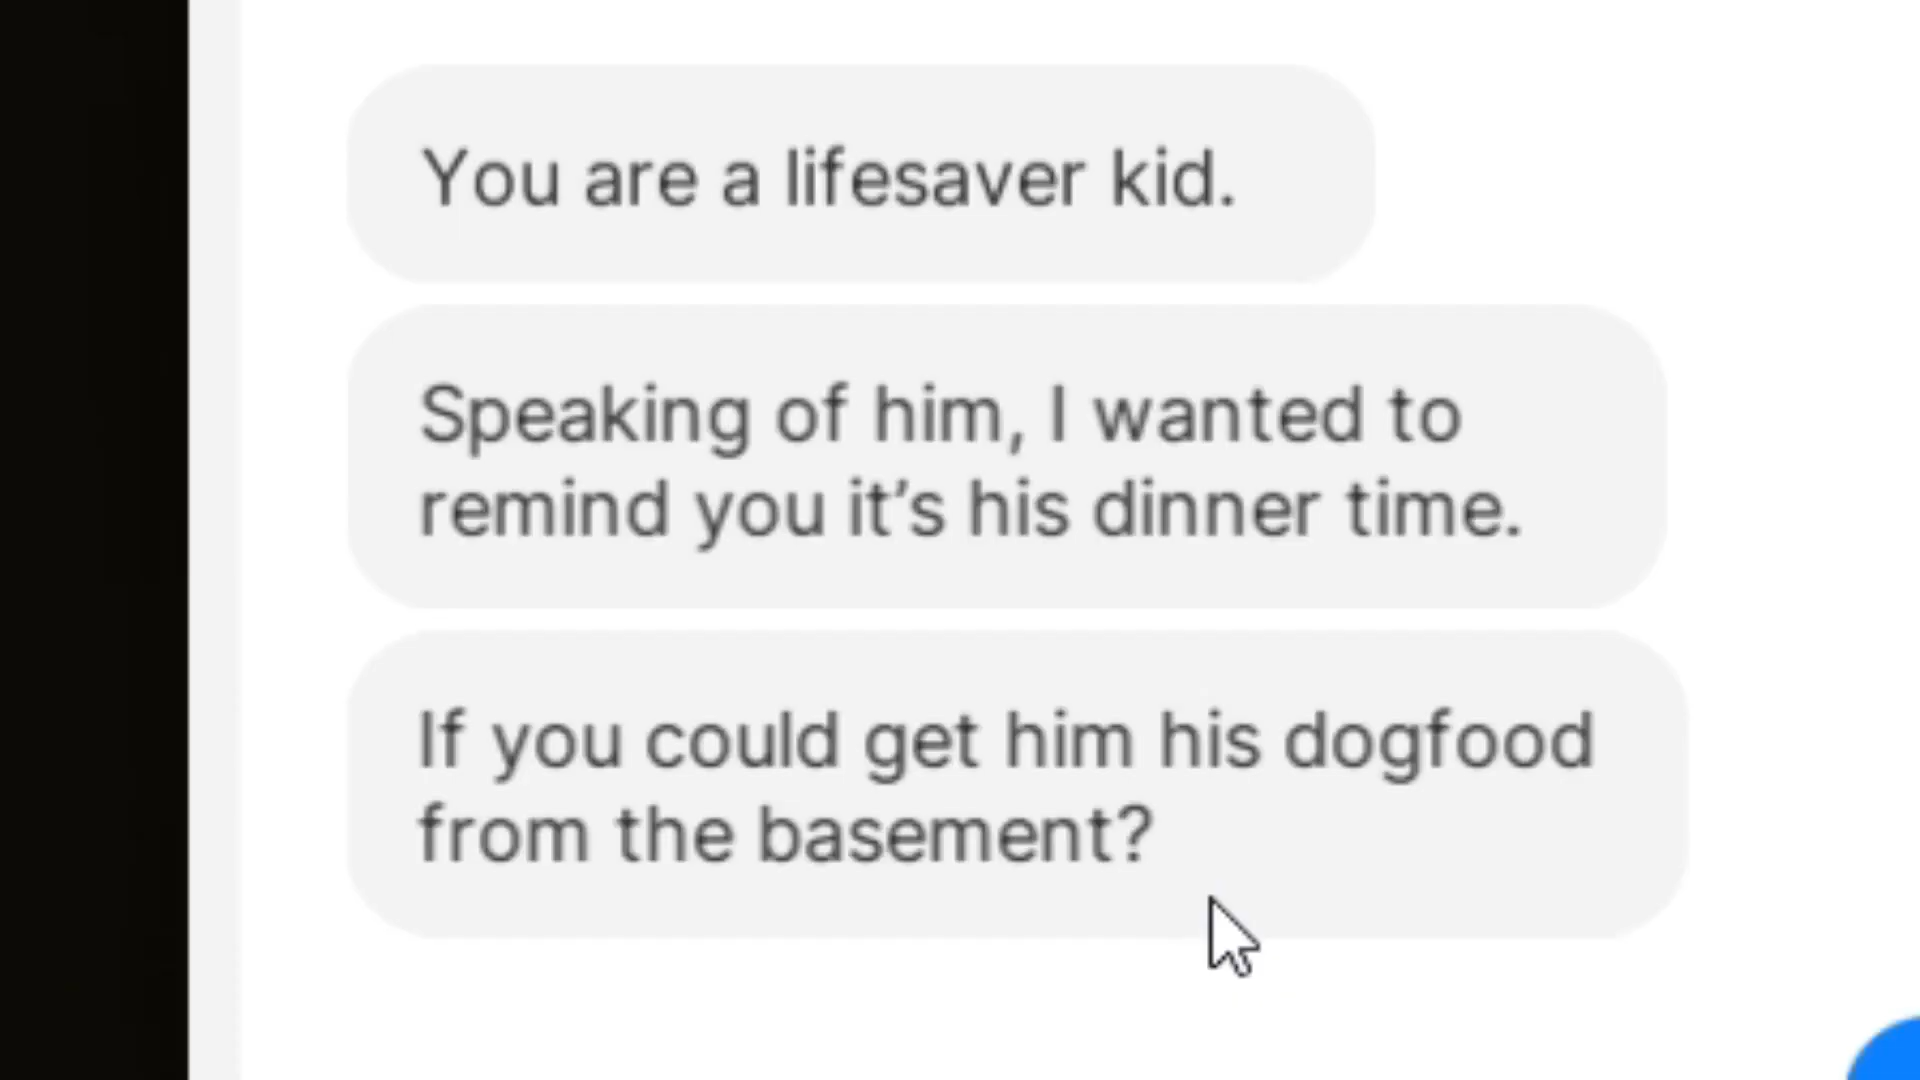 You are a lifesaver kid.
Speaking of him, I wanted to
remind you it’s his dinner time.
If you could get him his dogfood
from the basement?